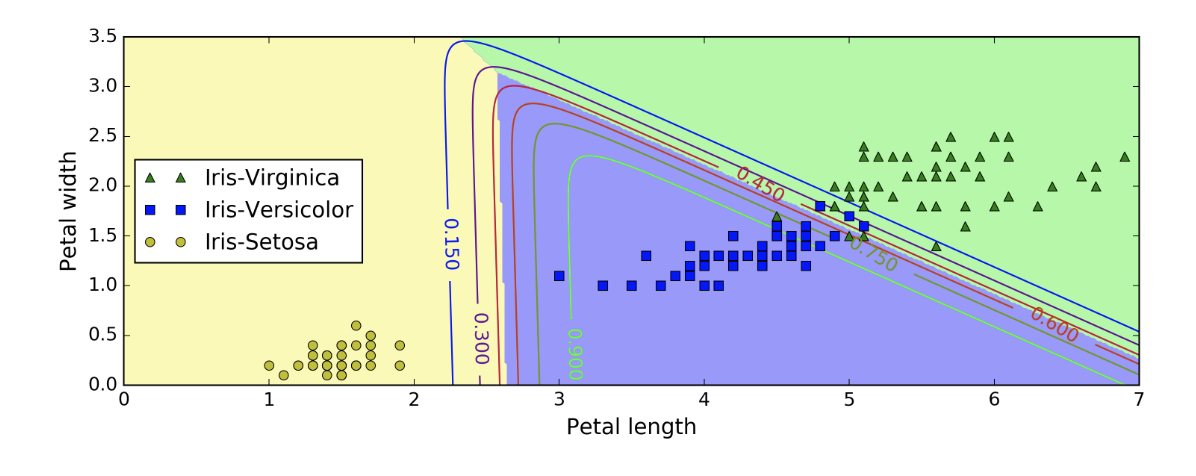 3.5
3.0
2.5
2.0
1.5
1.0
0.5
0.0
Petal width
Iris-Virginica
Iris-Versicolor
Iris-Setosa
0.150
0.300
0.450
0.600
0.750
0.900
0 1 2 3 4 5 6 7
Petal length